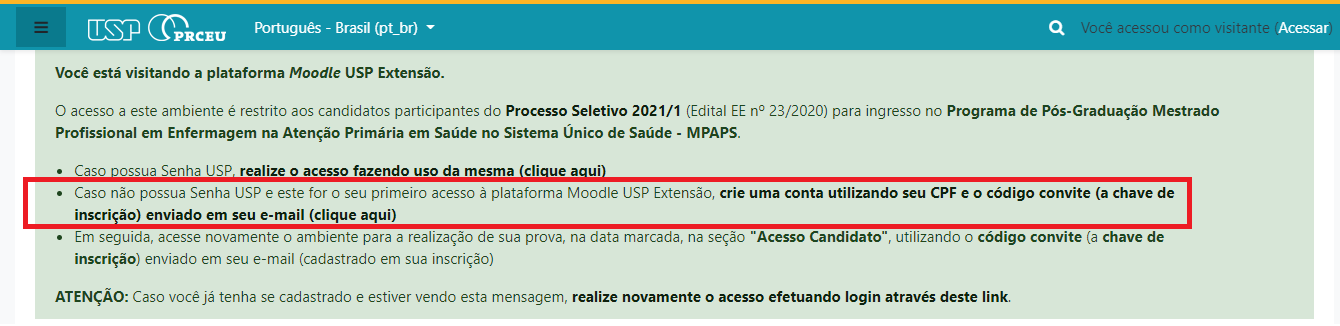 USP PRCEU Português - Brasil (pt_br) Você acessou como visitante (Acessar)
Você está visitando a plataforma Moodle USP Extensão.
O acesso a este ambiente é restrito aos candidatos participantes do Processo Seletivo 2021/1 (Edital EE nº 23/2020) para ingresso no Programa de Pós-Graduação Mestrado
Profissional em Enfermagem na Atenção Primária em Saúde no Sistema Único de Saúde - MPAPS.
• Caso possua Senha USP, realize o acesso fazendo uso da mesma (clique aqui)
• Caso não possua Senha USP e este for o seu primeiro acesso à plataforma Moodle USP Extensão, crie uma conta utilizando seu CPF e o código convite (a chave de
inscrição) enviado em seu e-mail (clique aqui)
• Em seguida, acesse novamente o ambiente para a realização de sua prova, na data marcada, na seção "Acesso Candidato", utilizando o código convite (a chave de
inscrição) enviado em seu e-mail (cadastrado em sua inscrição)
ATENÇÃO: Caso você já tenha se cadastrado e estiver vendo esta mensagem, realize novamente o acesso efetuando login através deste link.